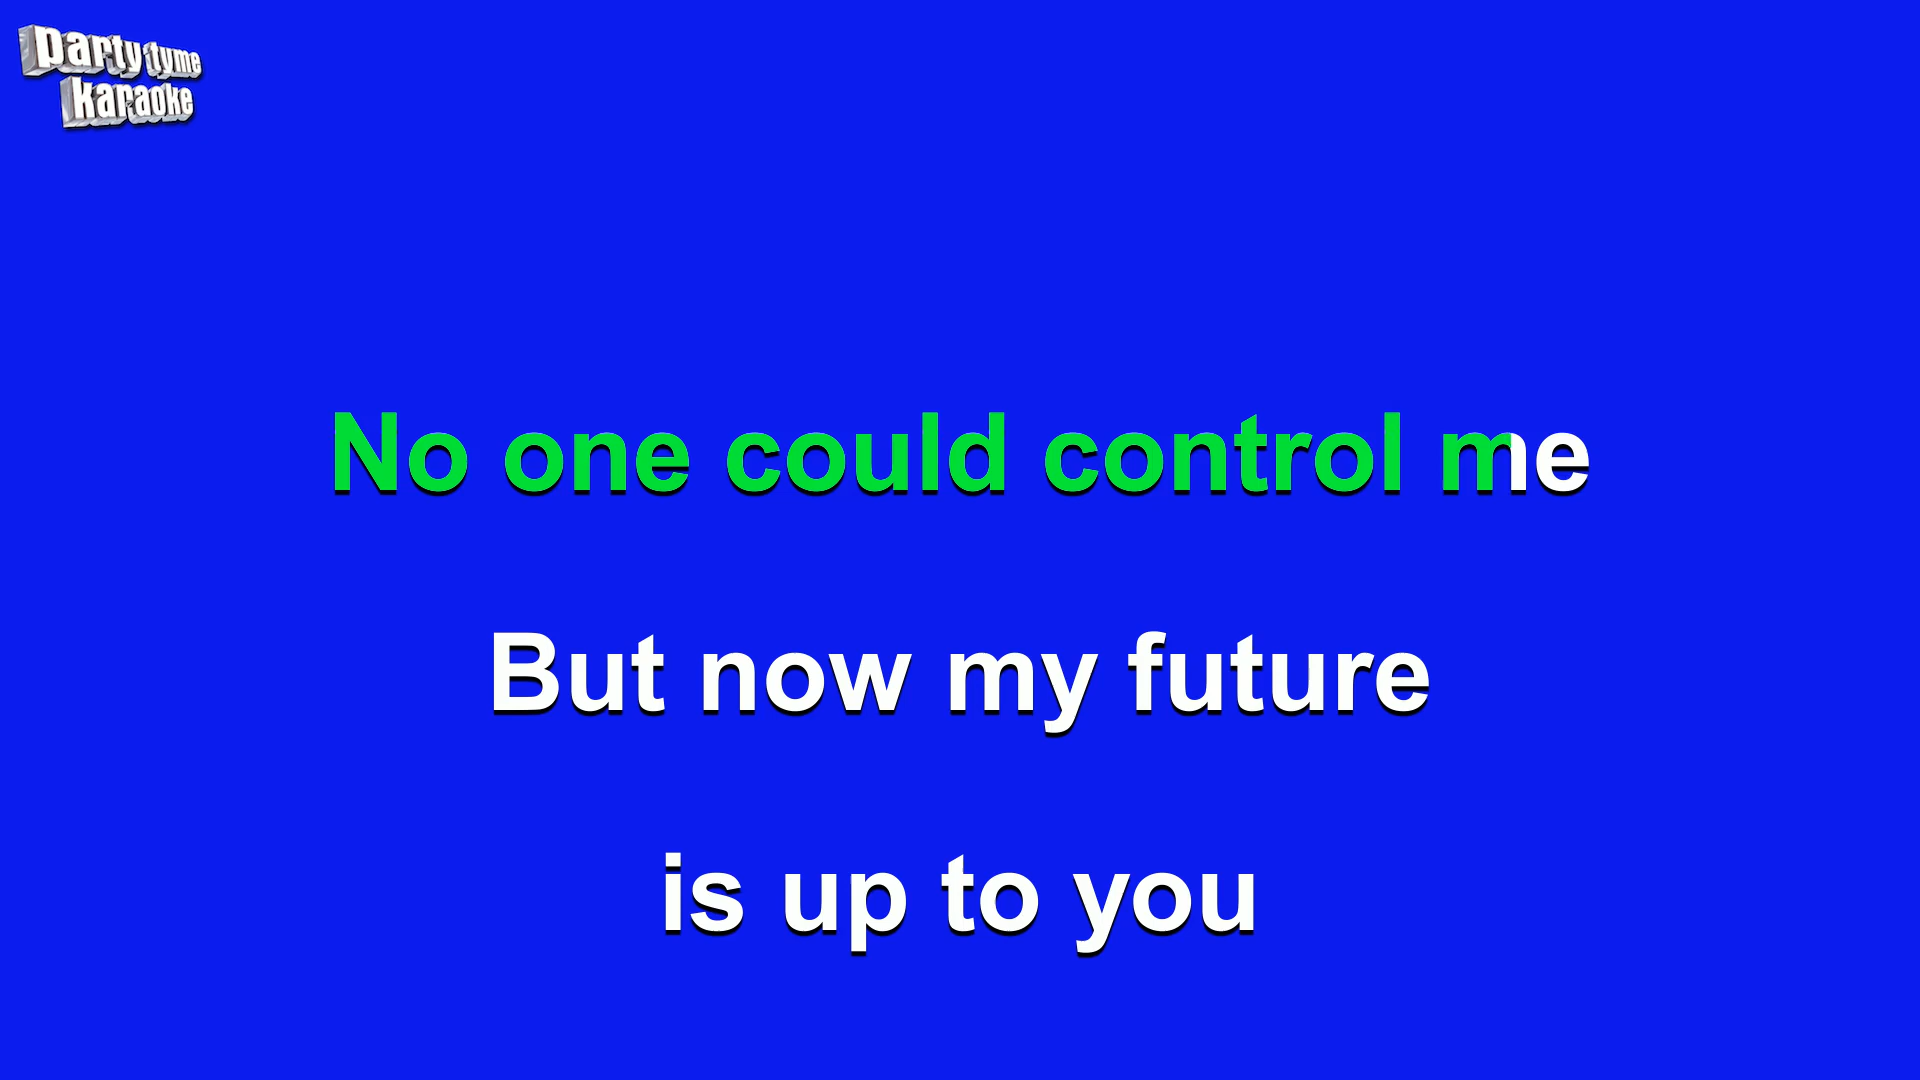 party tyme
karaoke
No one could control me
But now my future
is up to you